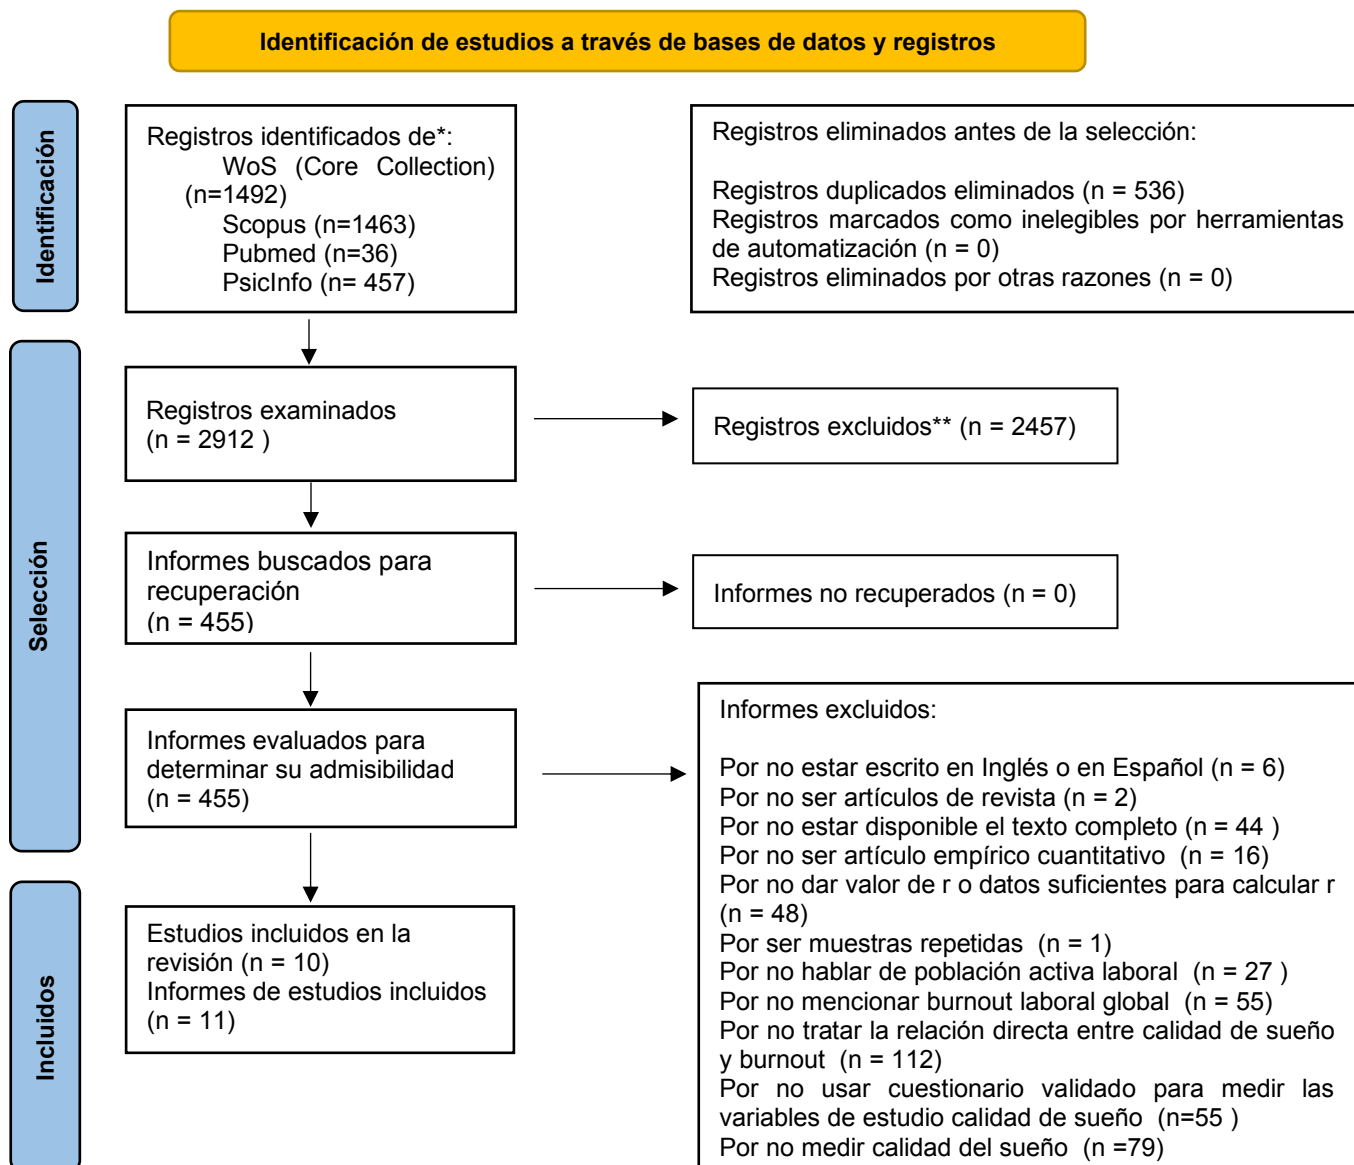 Identificación de estudios a través de bases de datos y registros
Identificación
Registros identificados de*:
WoS (Core Collection)
(n=1492)
Scopus (n=1463)
Pubmed (n=36)
PsicInfo (n= 457)
Registros eliminados antes de la selección:
Registros duplicados eliminados (n = 536)
Registros marcados como inelegibles por herramientas
de automatización (n = 0)
Registros eliminados por otras razones (n = 0)
Selección
Registros examinados
(n = 2912 )
Registros excluidos** (n = 2457)
Informes buscados para
recuperación
(n = 455)
Informes no recuperados (n = 0)
Informes evaluados para
determinar su admisibilidad
(n = 455)
Informes excluidos:
Por no estar escrito en Inglés o en Español (n = 6)
Por no ser artículos de revista (n = 2)
Por no estar disponible el texto completo (n = 44 )
Por no ser artículo empírico cuantitativo (n = 16)
Por no dar valor de r o datos suficientes para calcular r
(n = 48)
Por ser muestras repetidas (n = 1)
Por no hablar de población activa laboral (n = 27 )
Por no mencionar burnout laboral global (n = 55)
Por no tratar la relación directa entre calidad de sueño
y burnout (n = 112)
Por no usar cuestionario validado para medir las
variables de estudio calidad de sueño (n=55 )
Por no medir calidad del sueño (n =79)
Incluidos
Estudios incluidos en la
revisión (n = 10)
Informes de estudios incluidos
(n = 11)